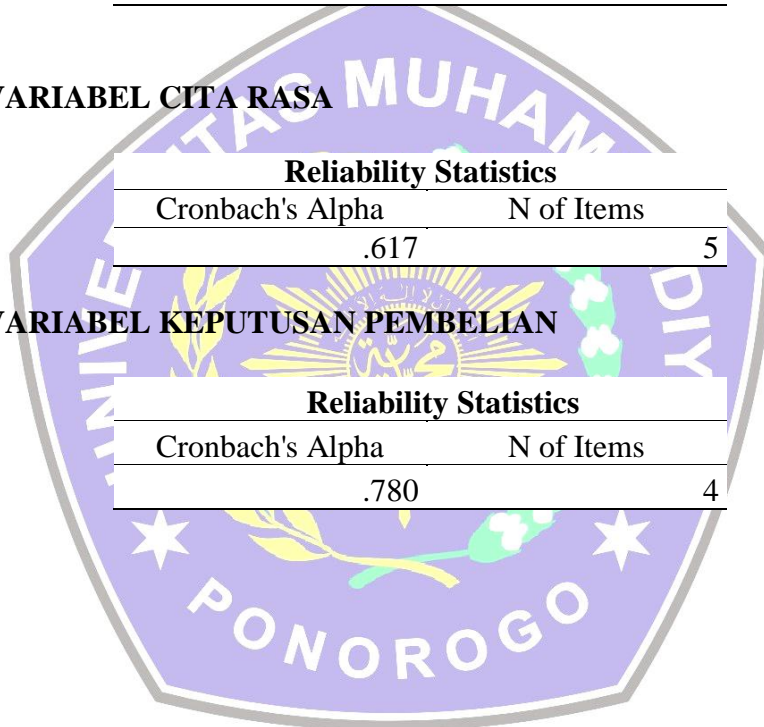 VARIABEL CITA RASA
Reliability Statistics
Cronbach's Alpha N of Items
.617 5
VARIABEL KEPUTUSAN PEMBELIAN
Reliability Statistics
Cronbach's Alpha N of Items
.780 4
PONOROGO